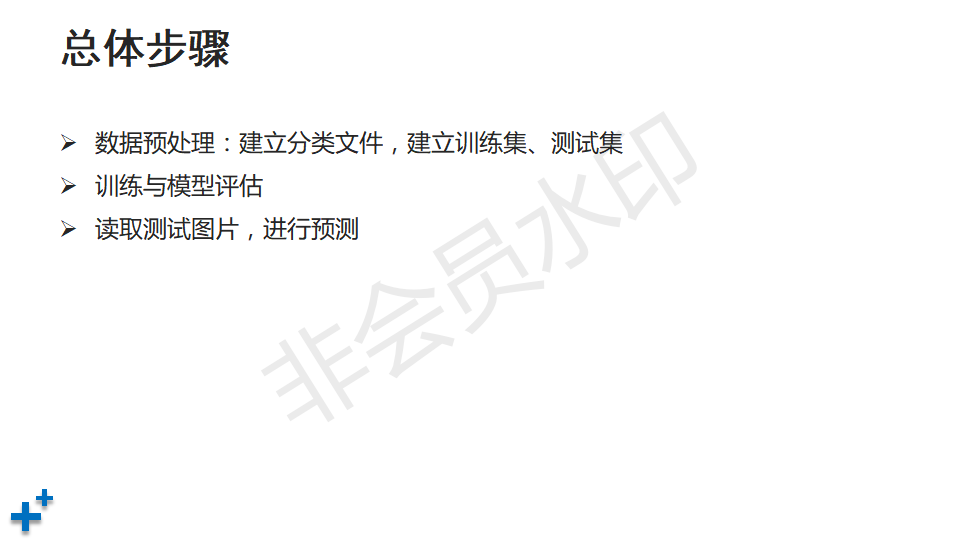 总体步骤
数据预处理：建立分类文件，建立训练集、测试集
训练与模型评估
读取测试图片，进行预测
非会员水印